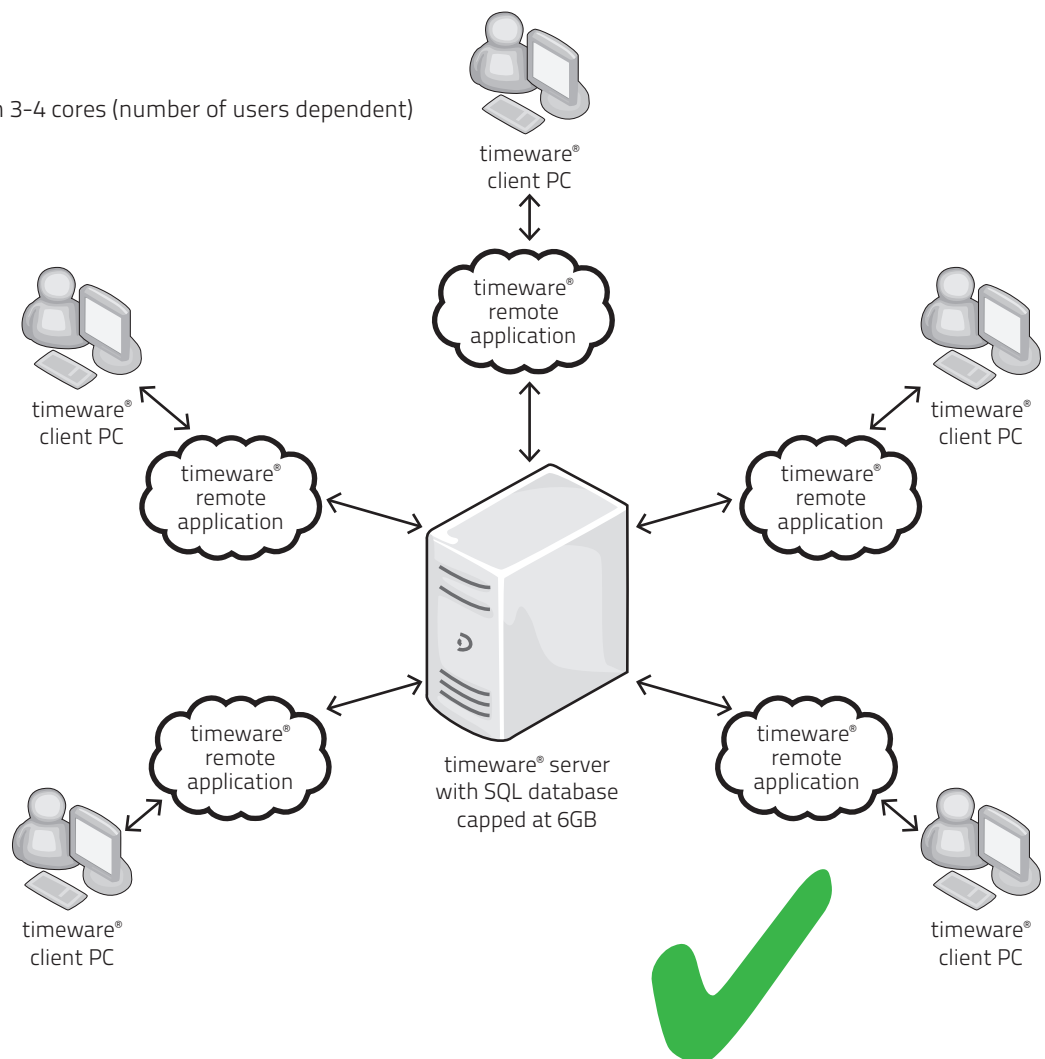 3-4 cores (number of users dependent)
timeware®
client PC
timeware®
remote
application
timeware®
client PC
timeware®
client PC
timeware®
remote
application
timeware®
remote
application
timeware®
remote
application
timeware®
remote
application
timeware® server
with SQL database
capped at 6GB
timeware®
client PC
timeware®
client PC